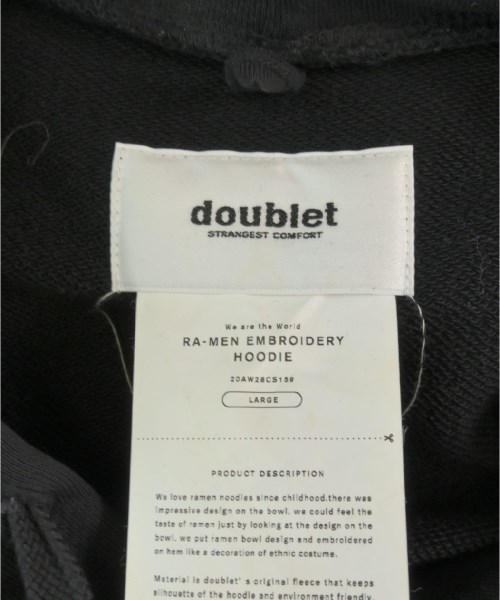 doublet
STRANGEST COMFORT
We are the World
RA-MEN EMBROIDERY
HOODIE
20AW28CS159
LARGE
PRODUCT DESCRIPTION
We love ramen noodles since childhood.there was
impressive design on the bowl. we could feel the
taste of ramen just by looking at the design on the
bowl. we put ramen bowl design and embroidered
on hem like a decoration of ethnic costume.
Material is doublet' s original fleece that keeps
silhouette of the hoodie and environment friendly.